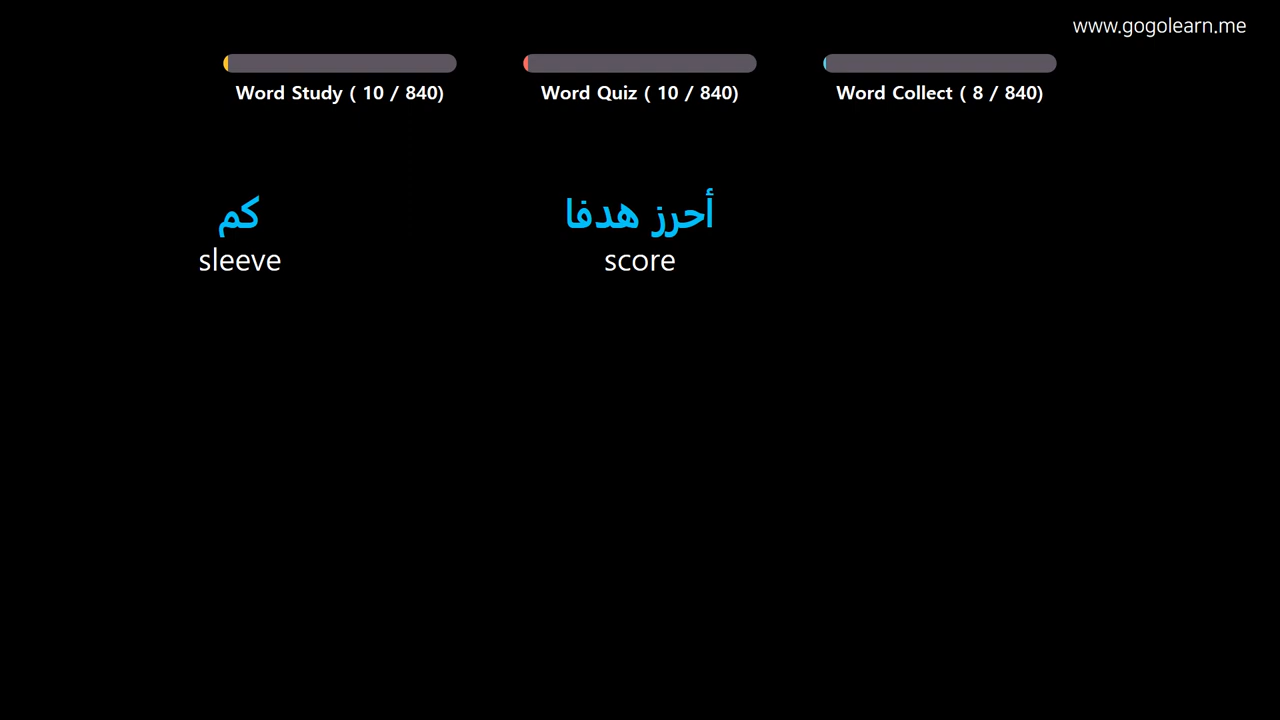 www.gogolearn.me
Word Study ( 10 / 840)
Word Quiz ( 10 / 840)
Word Collect ( 8 / 840)
كم
sleeve
أحرز هدفا
score